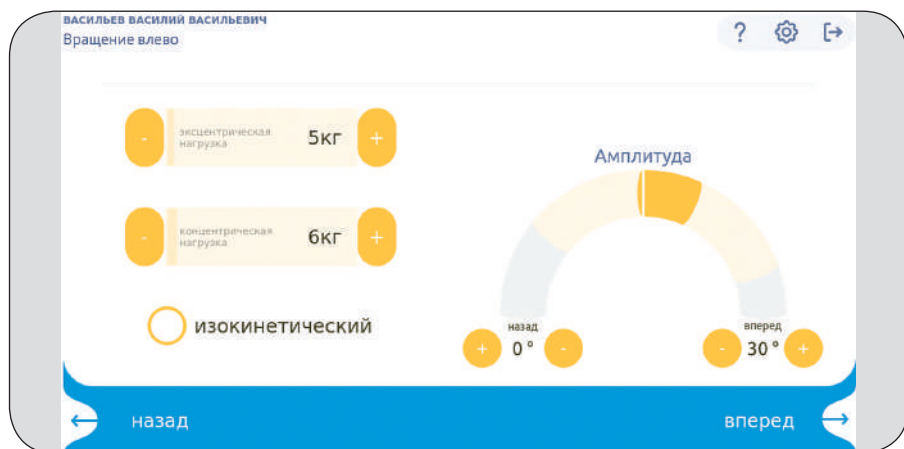 ВАСИЛЬЕВ ВАСИЛИЙ ВАСИЛЬЕВИЧ
Вращение влево
?
- эксцентрическая нагрузка 5кг +
Амплитуда
- концентрическая нагрузка 6кг +
изокинетический
назад
+ 0° -
вперед
- 30° +
← назад
вперед →